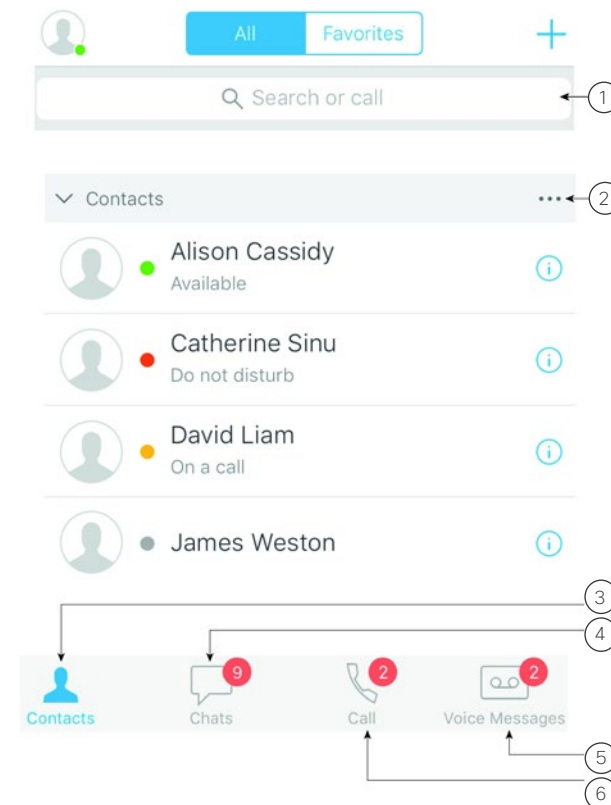 All Favorites
Search or call 1
Contacts ... 2
Alison Cassidy
Available
Catherine Sinu
Do not disturb
David Liam
On a call
James Weston
3
4
9 2 2
Contacts Chats Call Voice Messages
5
6